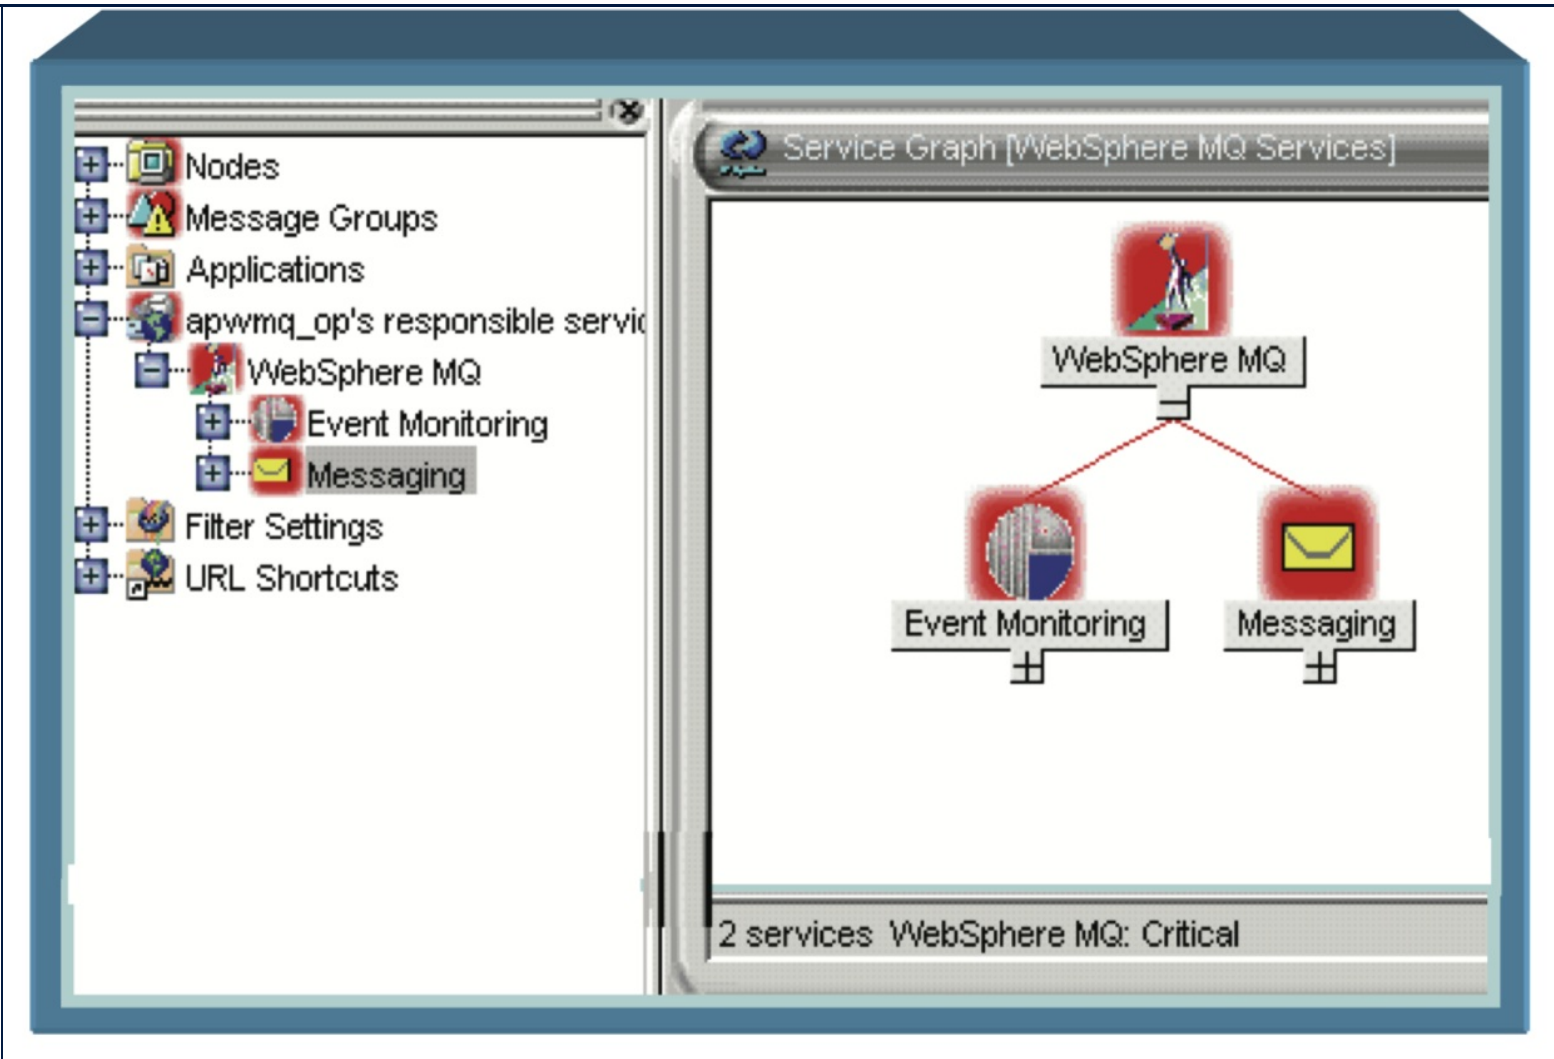 Nodes
Message Groups
Applications
apwmq_op's responsible servic
WebSphere MQ
Event Monitoring
Messaging
Filter Settings
URL Shortcuts
Service Graph [WebSphere MQ Services]
WebSphere MQ
Event Monitoring
Messaging
2 services WebSphere MQ: Critical